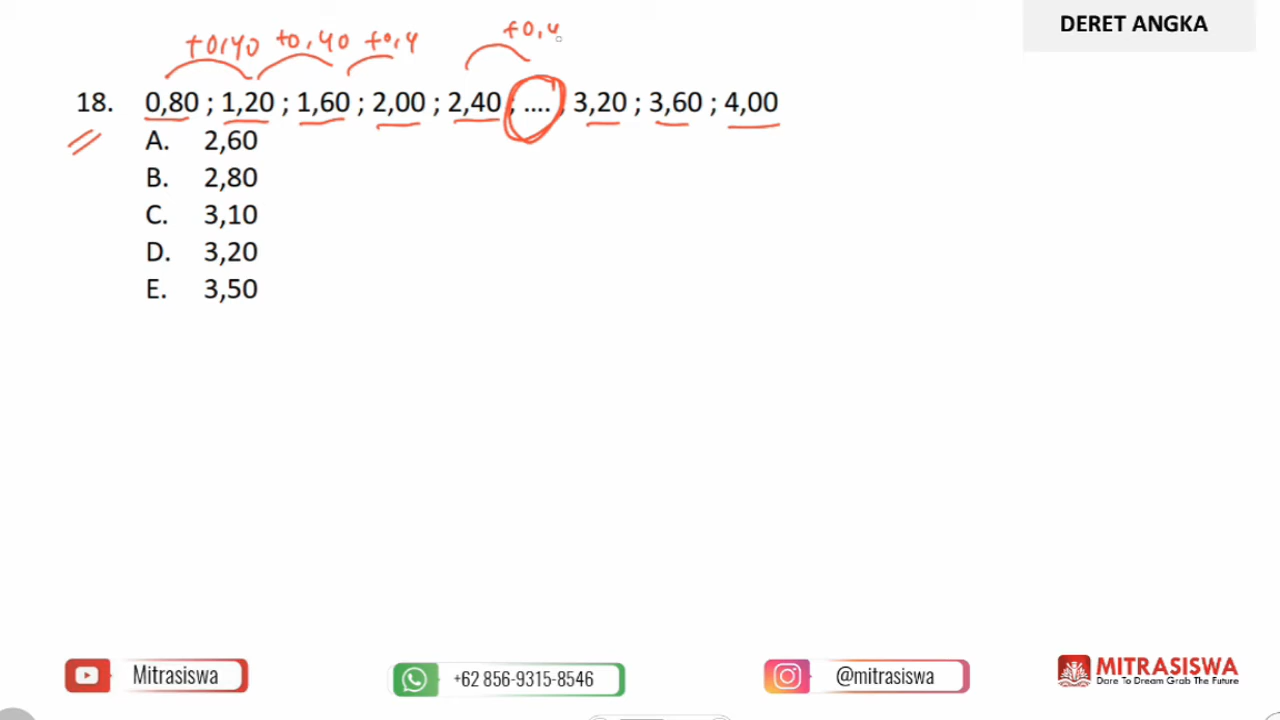 DERET ANGKA
+0,40 +0,40 +0,4 +0,4
18. 0,80 ; 1,20 ; 1,60 ; 2,00 ; 2,40 ; .... ; 3,20 ; 3,60 ; 4,00
A. 2,60
B. 2,80
C. 3,10
D. 3,20
E. 3,50
Mitrasiswa
+62 856-9315-8546
@mitrasiswa
MITRASISWA
Dare To Dream Grab The Future